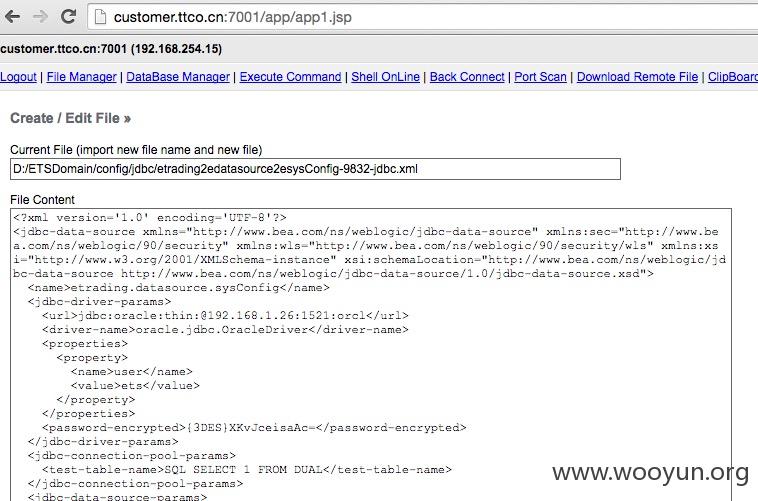 customer.ttco.cn:7001/app/app1.jsp
customer.ttco.cn:7001 (192.168.254.15)
Logout | File Manager | DataBase Manager | Execute Command | Shell OnLine | Back Connect | Port Scan | Download Remote File | ClipBoard
Create / Edit File »
Current File (import new file name and new file)
D:/ETSDomain/config/jdbc/etrading2edatasource2esysConfig-9832-jdbc.xml
File Content
<?xml version='1.0' encoding='UTF-8'?>
<jdbc-data-source xmlns="http://www.bea.com/ns/weblogic/jdbc-data-source" xmlns:sec="http://www.be
a.com/ns/weblogic/90/security" xmlns:wls="http://www.bea.com/ns/weblogic/90/security/wls" xmlns:xs
i="http://www.w3.org/2001/XMLSchema-instance" xsi:schemaLocation="http://www.bea.com/ns/weblogic/jd
bc-data-source http://www.bea.com/ns/weblogic/jdbc-data-source/1.0/jdbc-data-source.xsd">
<name>etrading.datasource.sysConfig</name>
<jdbc-driver-params>
<url>jdbc:oracle:thin:@192.168.1.26:1521:orcl</url>
<driver-name>oracle.jdbc.OracleDriver</driver-name>
<properties>
<property>
<name>user</name>
<value>ets</value>
</property>
</properties>
<password-encrypted>{3DES}XKvJceisaAc=</password-encrypted>
</jdbc-driver-params>
<jdbc-connection-pool-params>
<test-table-name>SQL SELECT 1 FROM DUAL</test-table-name>
</jdbc-connection-pool-params>
<jdbc-data-source-params>
www.wooyun.org